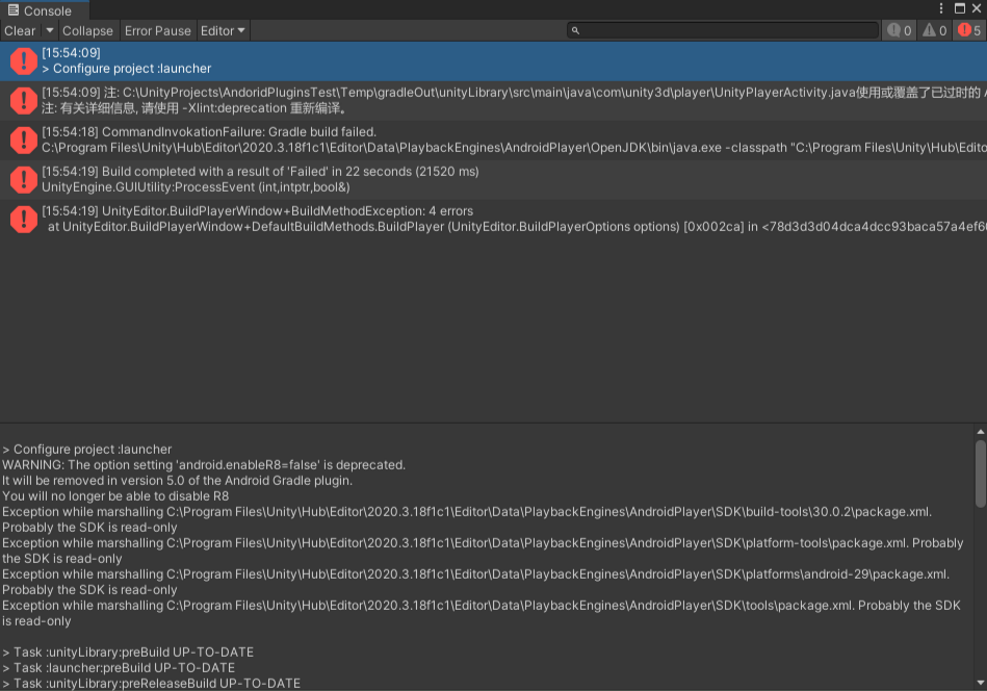 Console
Clear Collapse Error Pause Editor 0 0 5
[15:54:09]
> Configure project :launcher
[15:54:09] 注: C:\UnityProjects\AndoridPluginsTest\Temp\gradleOut\unityLibrary\src\main\java\com\unity3d\player\UnityPlayerActivity.java使用或覆盖了已过时的 A
注: 有关详细信息, 请使用 -Xlint:deprecation 重新编译。
[15:54:18] CommandInvokationFailure: Gradle build failed.
C:\Program Files\Unity\Hub\Editor\2020.3.18f1c1\Editor\Data\PlaybackEngines\AndroidPlayer\OpenJDK\bin\java.exe -classpath "C:\Program Files\Unity\Hub\Edito
[15:54:19] Build completed with a result of 'Failed' in 22 seconds (21520 ms)
UnityEngine.GUIUtility:ProcessEvent (int,intptr,bool&)
[15:54:19] UnityEditor.BuildPlayerWindow+BuildMethodException: 4 errors
at UnityEditor.BuildPlayerWindow+DefaultBuildMethods.BuildPlayer (UnityEditor.BuildPlayerOptions options) [0x002ca] in <78d3d3d04dca4dcc93baca57a4ef6
> Configure project :launcher
WARNING: The option setting 'android.enableR8=false' is deprecated.
It will be removed in version 5.0 of the Android Gradle plugin.
You will no longer be able to disable R8
Exception while marshalling C:\Program Files\Unity\Hub\Editor\2020.3.18f1c1\Editor\Data\PlaybackEngines\AndroidPlayer\SDK\build-tools\30.0.2\package.xml.
Probably the SDK is read-only
Exception while marshalling C:\Program Files\Unity\Hub\Editor\2020.3.18f1c1\Editor\Data\PlaybackEngines\AndroidPlayer\SDK\platform-tools\package.xml. Probably
the SDK is read-only
Exception while marshalling C:\Program Files\Unity\Hub\Editor\2020.3.18f1c1\Editor\Data\PlaybackEngines\AndroidPlayer\SDK\platforms\android-29\package.xml.
Probably the SDK is read-only
Exception while marshalling C:\Program Files\Unity\Hub\Editor\2020.3.18f1c1\Editor\Data\PlaybackEngines\AndroidPlayer\SDK\tools\package.xml. Probably the SDK
is read-only
> Task :unityLibrary:preBuild UP-TO-DATE
> Task :launcher:preBuild UP-TO-DATE
> Task :unityLibrary:preReleaseBuild UP-TO-DATE